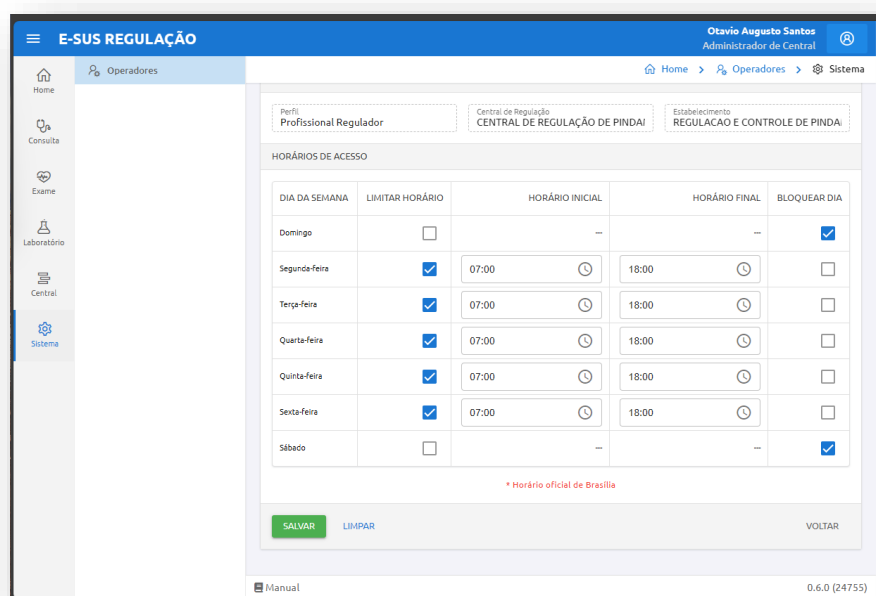 E-SUS REGULAÇÃO
Otavio Augusto Santos
Administrador de Central
Home
Consulta
Exame
Laboratório
Central
Sistema
Operadores
Home > Operadores > Sistema
Perfil
Profissional Regulador
Central de Regulação
CENTRAL DE REGULAÇÃO DE PINDAI
Estabelecimento
REGULACAO E CONTROLE DE PINDAI
HORÁRIOS DE ACESSO
DIA DA SEMANA LIMITAR HORÁRIO HORÁRIO INICIAL HORÁRIO FINAL BLOQUEAR DIA
Domingo -- --
Segunda-feira 07:00 18:00
Terça-feira 07:00 18:00
Quarta-feira 07:00 18:00
Quinta-feira 07:00 18:00
Sexta-feira 07:00 18:00
Sábado -- --
* Horário oficial de Brasília
SALVAR LIMPAR VOLTAR
Manual 0.6.0 (24755)